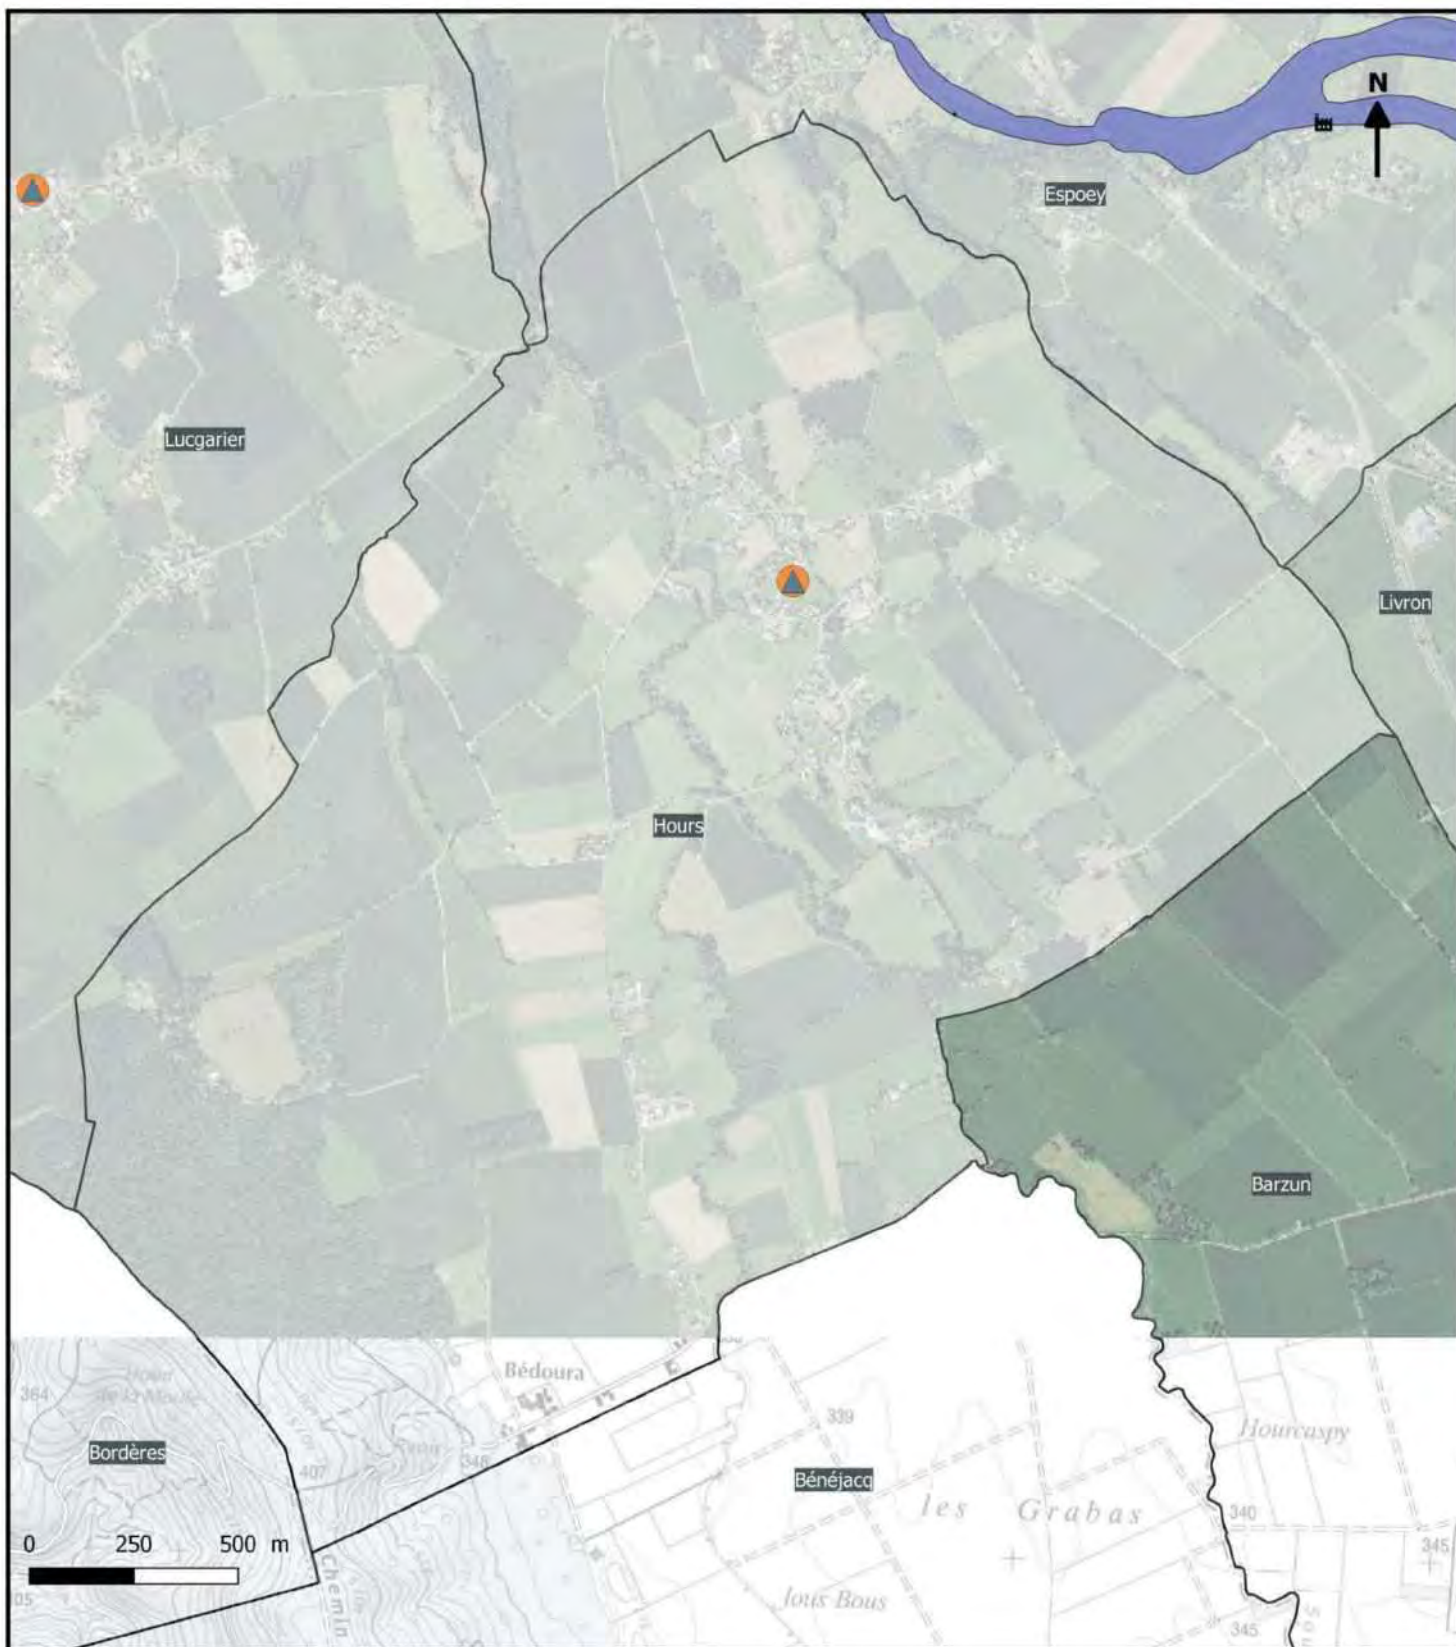 N
Espoey
Lucgarier
Livron
Hours
Barzun
Bédoura
364
339
Hourcaspy
Bordères
407
348
Bénéjacq
les Grabas
340
0 250 500 m
345
Chemin
lous Bous
345